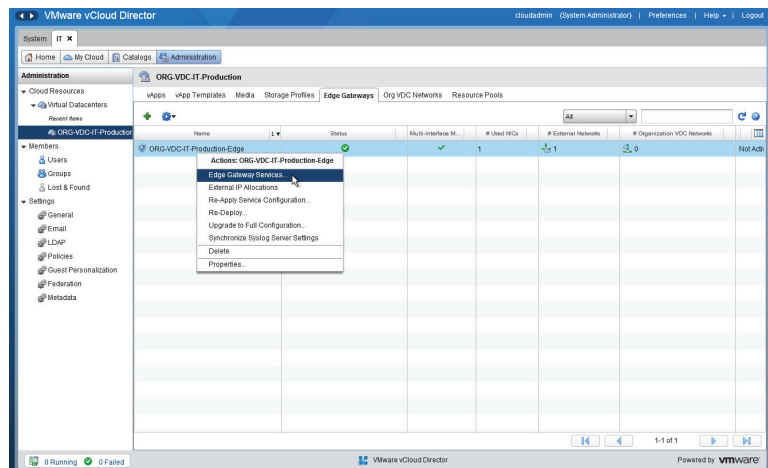 VMware vCloud Director
cloudadmin (System Administrator) | Preferences | Help | Logout
System IT
Home My Cloud Catalogs Administration
Administration
Cloud Resources
Virtual Datacenters
Recent Items
ORG-VDC-IT-Production
Members
Users
Groups
Lost & Found
Settings
General
Email
LDAP
Policies
Guest Personalization
Federation
Metadata
ORG-VDC-IT-Production
vApps vApp Templates Media Storage Profiles Edge Gateways Org VDC Networks Resource Pools
All
Name 1 Status Multi-Interface M... # Used NICs # External Networks # Organization VDC Networks
ORG-VDC-IT-Production-Edge 1 1 0 Not Activ
Actions: ORG-VDC-IT-Production-Edge
Edge Gateway Services...
External IP Allocations
Re-Apply Service Configuration...
Re-Deploy...
Upgrade to Full Configuration...
Synchronize Syslog Server Settings
Delete
Properties...
1-1 of 1
0 Running 0 Failed
VMware vCloud Director
Powered by vmware